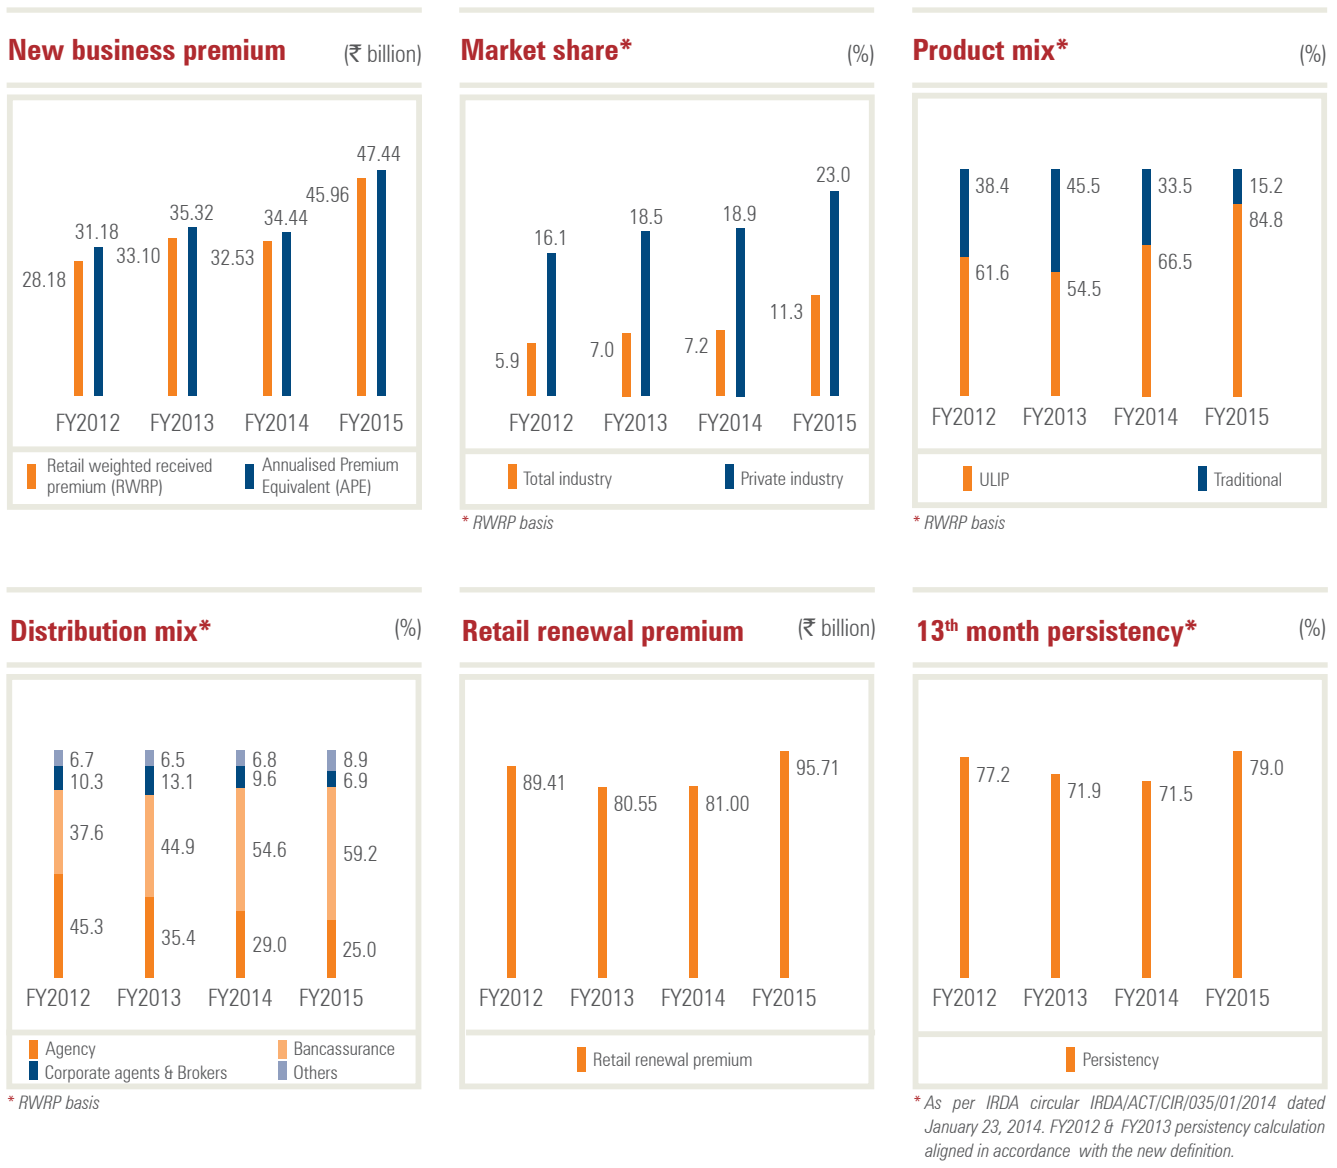 New business premium (₹ billion)
47.44
45.96
35.32
34.44
31.18
33.10
32.53
28.18
FY2012 FY2013 FY2014 FY2015
Retail weighted received premium (RWRP)
Annualised Premium Equivalent (APE)
Market share* (%)
23.0
18.9
18.5
16.1
11.3
7.2
7.0
5.9
FY2012 FY2013 FY2014 FY2015
Total industry Private industry
* RWRP basis
Product mix* (%)
38.4 45.5 33.5 15.2
84.8
66.5
61.6
54.5
FY2012 FY2013 FY2014 FY2015
ULIP Traditional
* RWRP basis
Distribution mix* (%)
6.7 6.5 6.8 8.9
10.3 13.1 9.6 6.9
37.6 44.9 54.6 59.2
45.3 35.4 29.0 25.0
FY2012 FY2013 FY2014 FY2015
Agency Bancassurance
Corporate agents & Brokers Others
* RWRP basis
Retail renewal premium (₹ billion)
89.41 80.55 81.00 95.71
FY2012 FY2013 FY2014 FY2015
Retail renewal premium
13th month persistency* (%)
77.2 71.9 71.5 79.0
FY2012 FY2013 FY2014 FY2015
Persistency
* As per IRDA circular IRDA/ACT/CIR/035/01/2014 dated
January 23, 2014. FY2012 & FY2013 persistency calculation
aligned in accordance with the new definition.